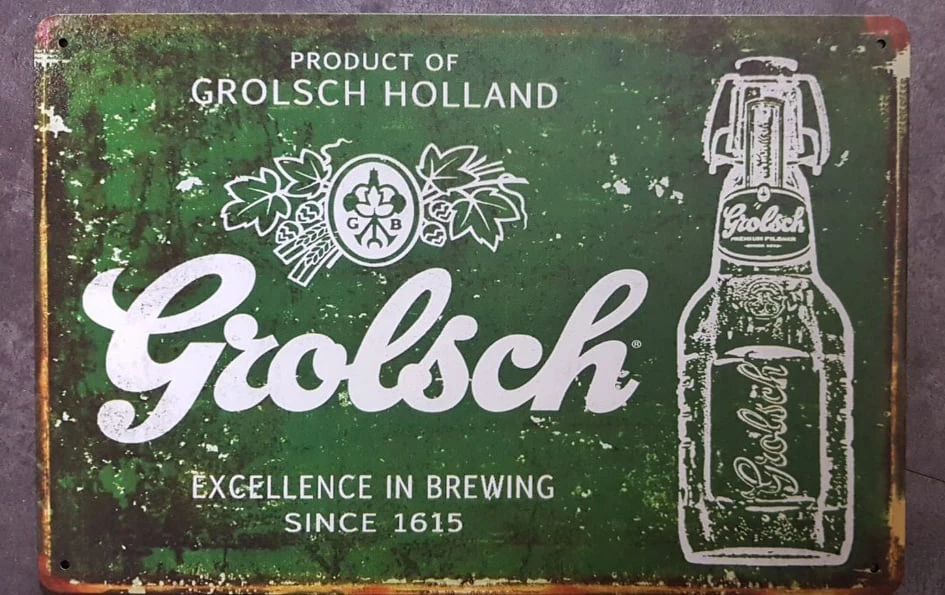 PRODUCT OF
GROLSCH HOLLAND
G B
Grolsch®
EXCELLENCE IN BREWING
SINCE 1615
Grolsch
PREMIUM PILSNER
Grolsch